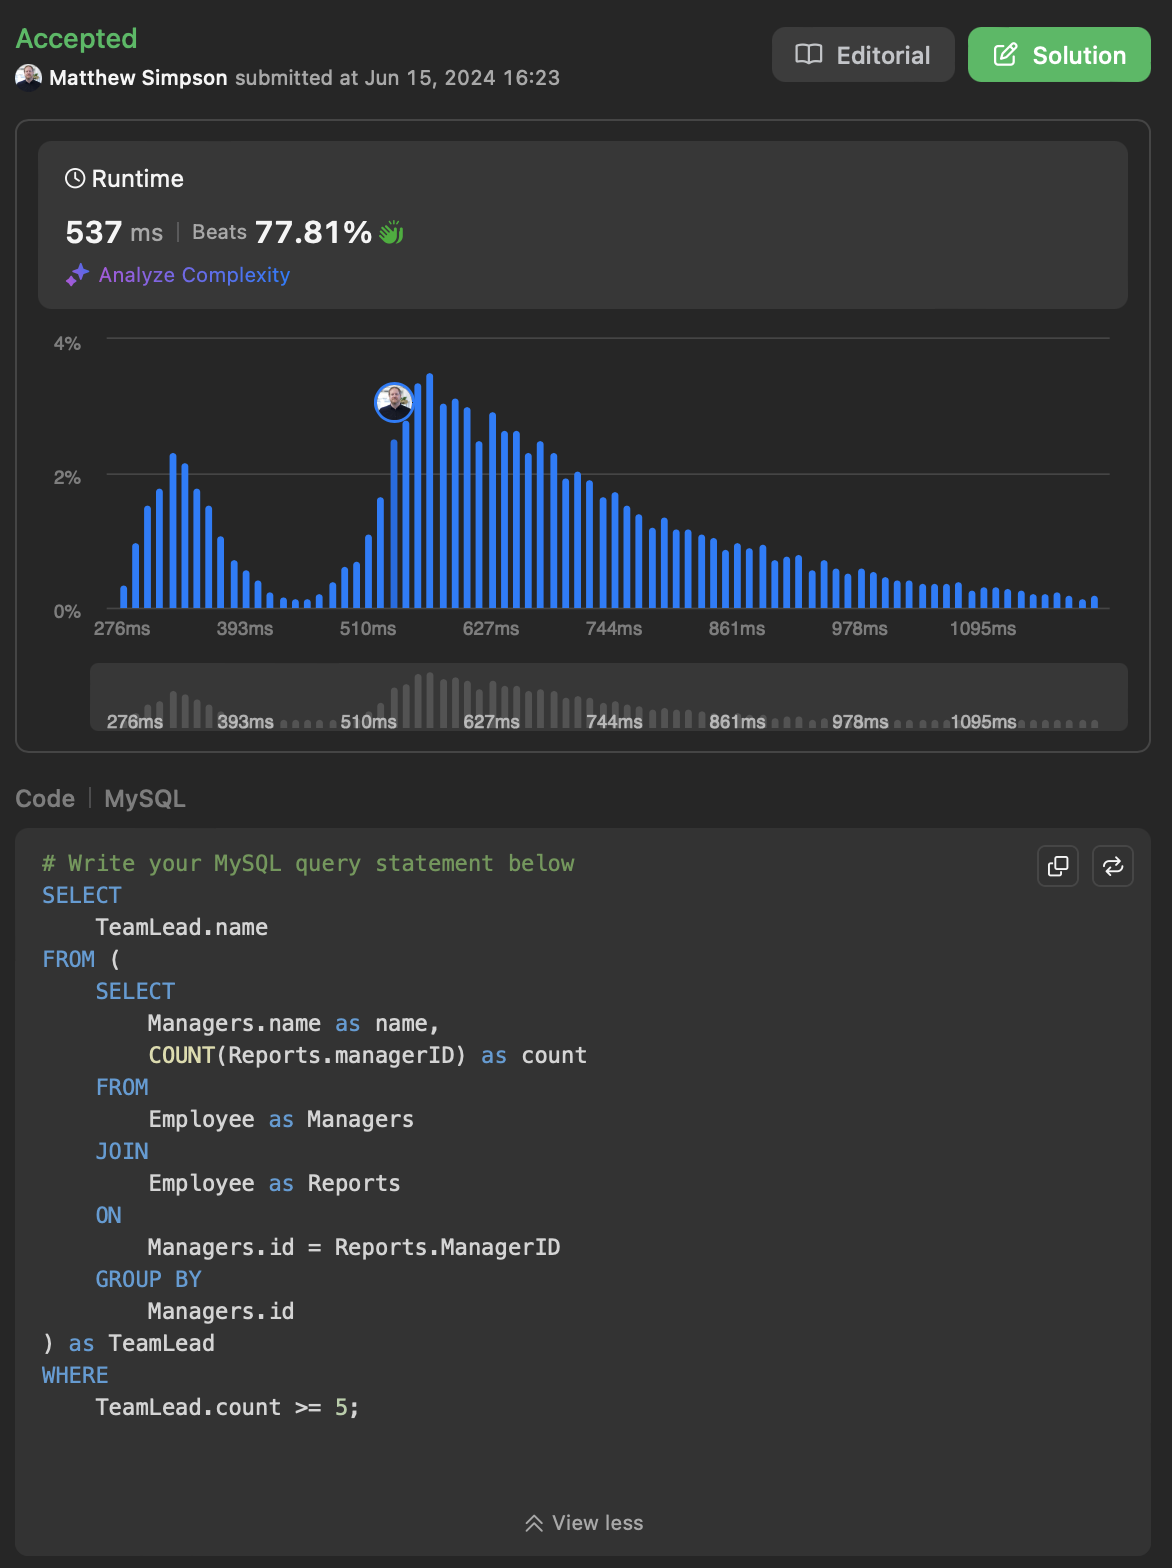 Accepted
Matthew Simpson submitted at Jun 15, 2024 16:23
Editorial
Solution
Runtime
537 ms | Beats 77.81%
Analyze Complexity
4%
2%
0%
276ms 393ms 510ms 627ms 744ms 861ms 978ms 1095ms
276ms 393ms 510ms 627ms 744ms 861ms 978ms 1095ms
Code | MySQL
# Write your MySQL query statement below
SELECT
    TeamLead.name
FROM (
    SELECT
        Managers.name as name,
        COUNT(Reports.managerID) as count
    FROM
        Employee as Managers
    JOIN
        Employee as Reports
    ON
        Managers.id = Reports.ManagerID
    GROUP BY
        Managers.id
) as TeamLead
WHERE
    TeamLead.count >= 5;
View less